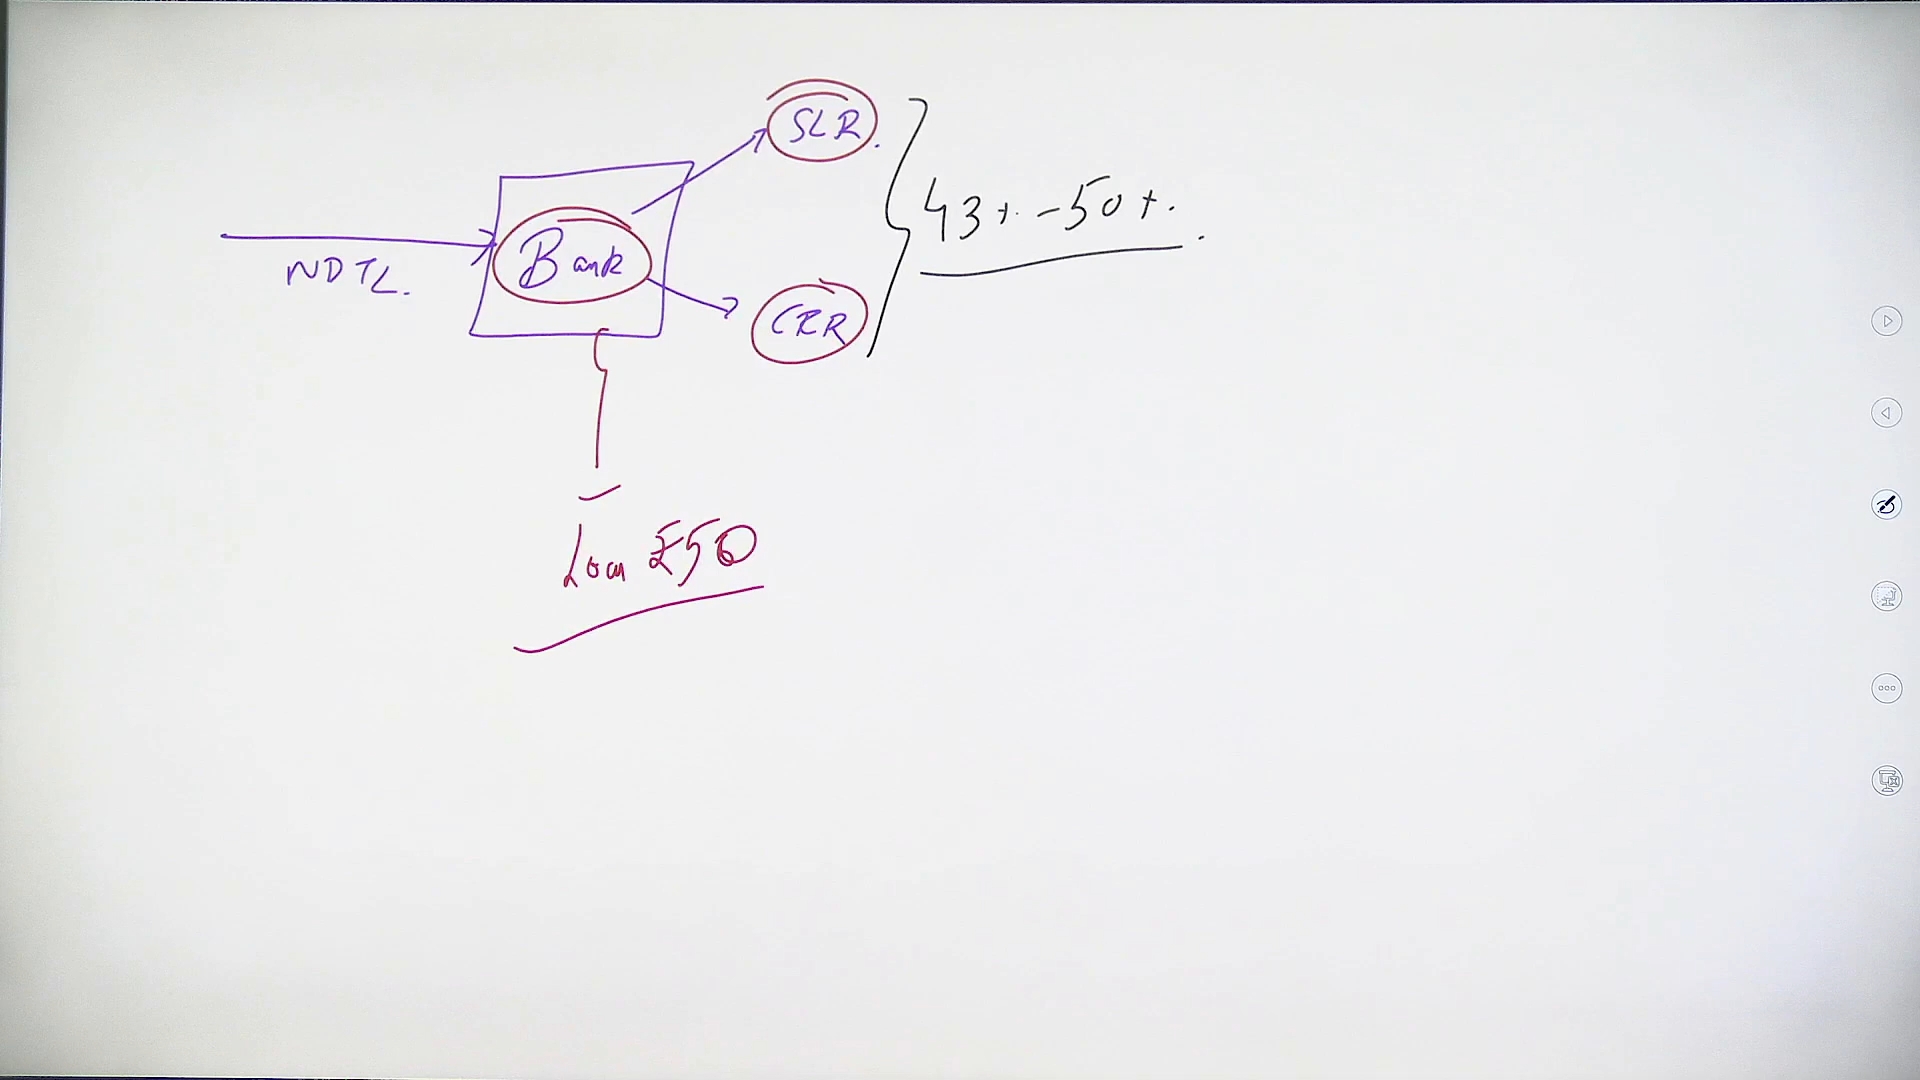 SLR.
43% - 50%.
Bank
NDTL.
CRR
Loan ₹50